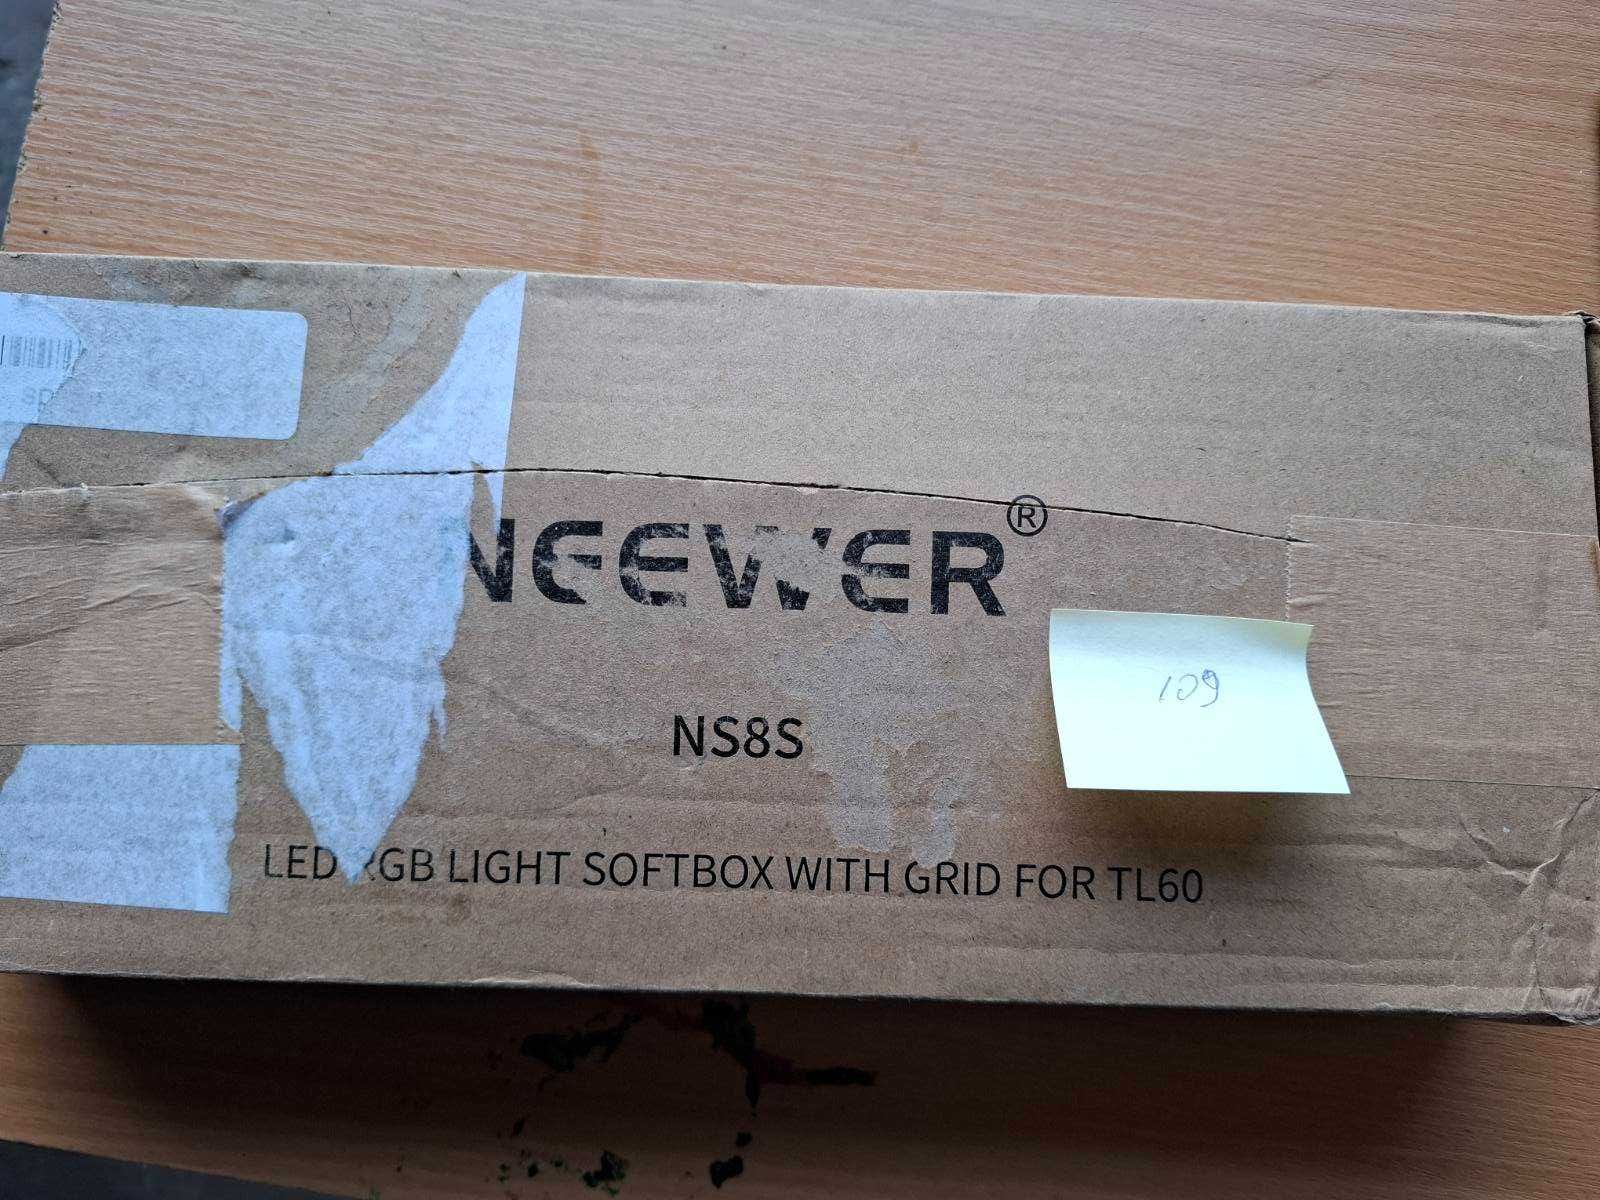 NEEWER®
109
NS8S
LED RGB LIGHT SOFTBOX WITH GRID FOR TL60